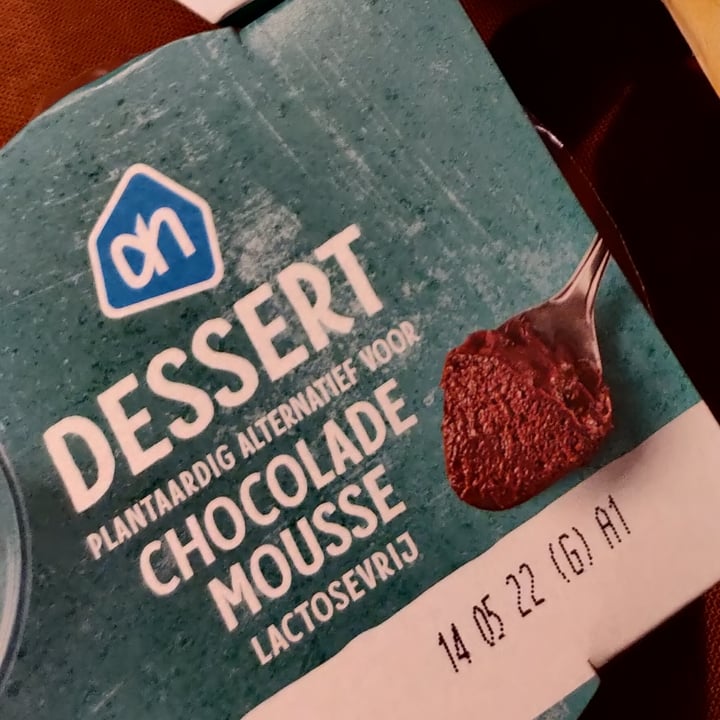 ah
DESSERT
PLANTAARDIG ALTERNATIEF VOOR
CHOCOLADE
MOUSSE
LACTOSEVRIJ
14 05 22 (G) A1